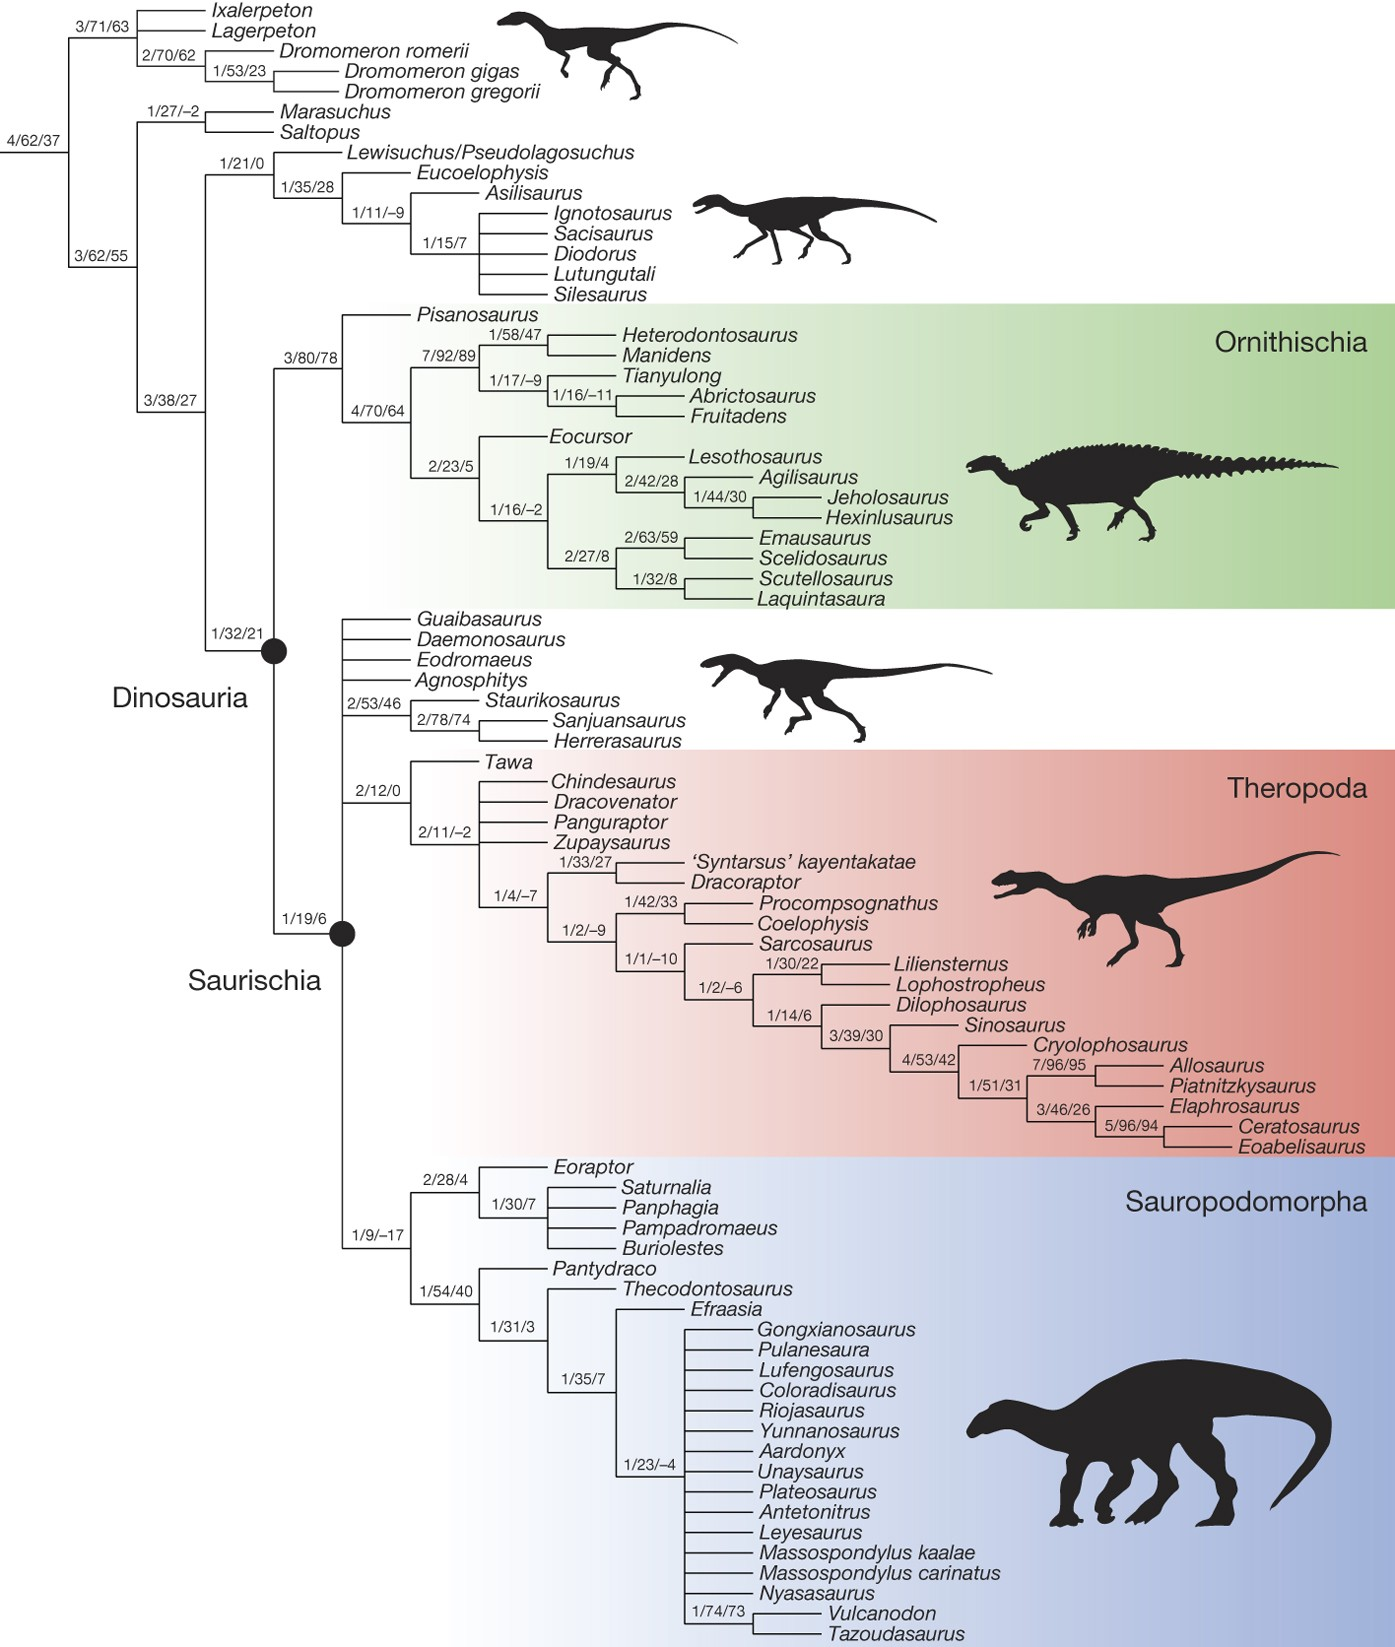 Ixalerpeton
3/71/63
Lagerpeton
Dromomeron romerii
2/70/62
1/53/23
Dromomeron gigas
Dromomeron gregorii
4/62/37
1/27/–2
Marasuchus
Saltopus
3/62/55
1/21/0
Lewisuchus/Pseudolagosuchus
1/35/28
Eucoelophysis
1/11/–9
Asilisaurus
1/15/7
Ignotosaurus
Sacisaurus
Diodorus
Lutungutali
Silesaurus
3/38/27
Pisanosaurus
Ornithischia
3/80/78
1/58/47
Heterodontosaurus
7/92/89
Manidens
1/17/–9
Tianyulong
1/16/–11
Abrictosaurus
Fruitadens
4/70/64
Eocursor
2/23/5
1/19/4
Lesothosaurus
2/42/28
Agilisaurus
1/44/30
Jeholosaurus
Hexinlusaurus
1/16/–2
2/63/59
Emausaurus
2/27/8
Scelidosaurus
1/32/8
Scutellosaurus
Laquintasaura
1/32/21
Dinosauria
Guaibasaurus
Daemonosaurus
Eodromaeus
Agnosphitys
2/53/46
Staurikosaurus
2/78/74
Sanjuansaurus
Herrerasaurus
1/19/6
Saurischia
Tawa
Theropoda
2/12/0
Chindesaurus
Dracovenator
2/11/–2
Panguraptor
Zupaysaurus
1/33/27
‘Syntarsus’ kayentakatae
Dracoraptor
1/4/–7
1/42/33
Procompsognathus
Coelophysis
1/2/–9
Sarcosaurus
1/1/–10
1/30/22
Liliensternus
Lophostropheus
1/2/–6
Dilophosaurus
1/14/6
Sinosaurus
3/39/30
Cryolophosaurus
4/53/42
7/96/95
Allosaurus
1/51/31
Piatnitzkysaurus
3/46/26
Elaphrosaurus
5/96/94
Ceratosaurus
Eoabelisaurus
Eoraptor
2/28/4
Saturnalia
Sauropodomorpha
1/30/7
Panphagia
Pampadromaeus
1/9/–17
Buriolestes
Pantydraco
1/54/40
Thecodontosaurus
1/31/3
Efraasia
1/35/7
Gongxianosaurus
Pulanesaura
Lufengosaurus
Coloradisaurus
Riojasaurus
Yunnanosaurus
Aardonyx
1/23/–4
Unaysaurus
Plateosaurus
Antetonitrus
Leyesaurus
Massospondylus kaalae
Massospondylus carinatus
Nyasasaurus
1/74/73
Vulcanodon
Tazoudasaurus